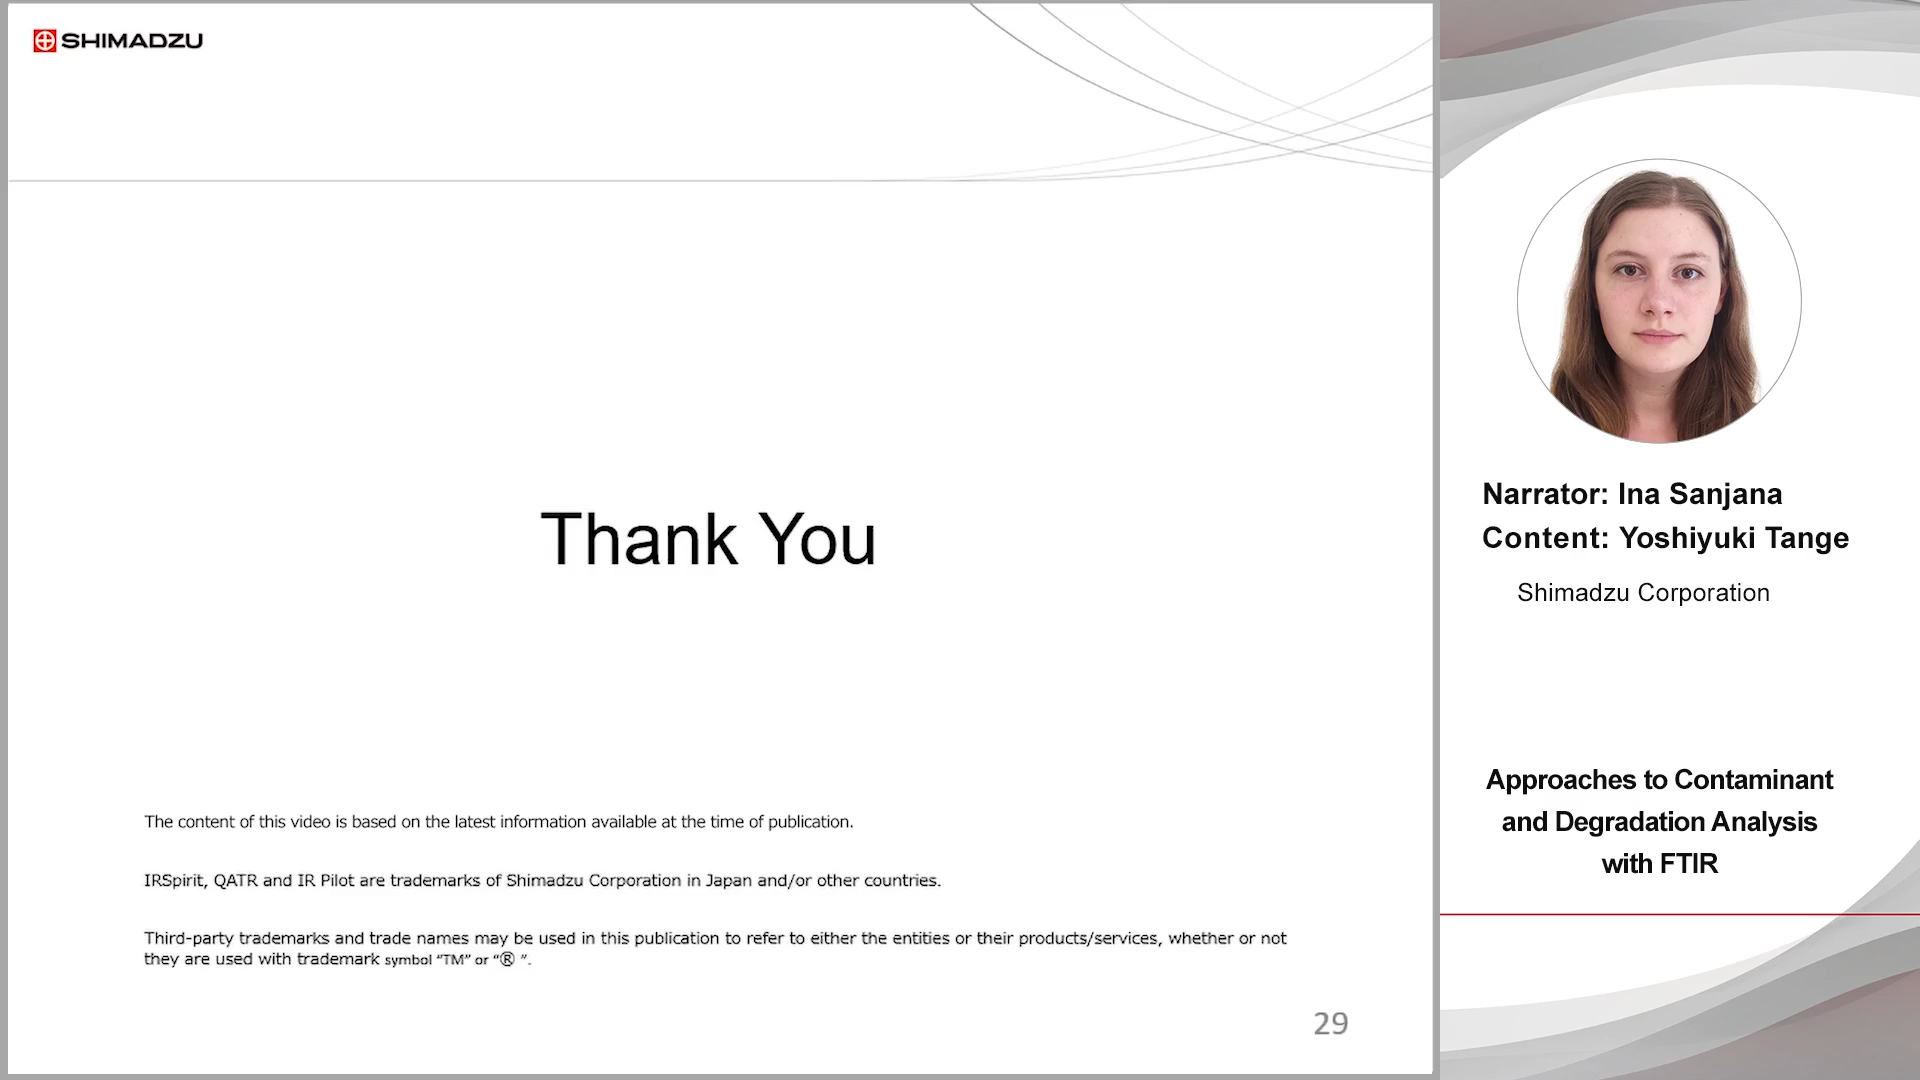 SHIMADZU
Thank You
The content of this video is based on the latest information available at the time of publication.
IRSpirit, QATR and IR Pilot are trademarks of Shimadzu Corporation in Japan and/or other countries.
Third-party trademarks and trade names may be used in this publication to refer to either the entities or their products/services, whether or not
they are used with trademark symbol “TM” or “® ”.
29
Narrator: Ina Sanjana
Content: Yoshiyuki Tange
Shimadzu Corporation
Approaches to Contaminant
and Degradation Analysis
with FTIR